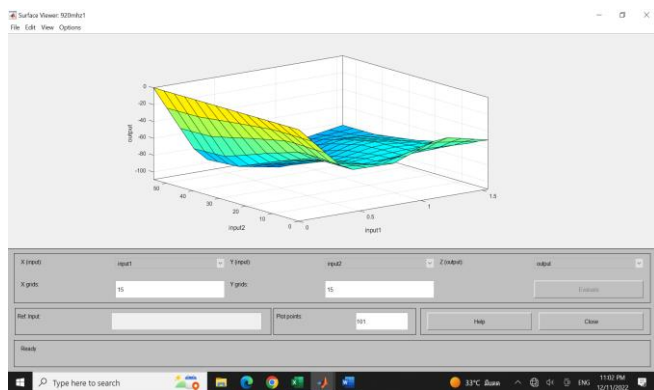 Surface Viewer: 920mhz1
File Edit View Options
0
-20
-40
-60
-80
-100
output
50
40
30
20
10
0
input2
0
0.5
1
1.5
input1
X (input): input1 Y (input): input2 Z (output): output
X grids: 15 Y grids: 15 Evaluate
Ref. Input: Plot points: 101 Help Close
Ready
Type here to search 33°C ENG 11:02 PM
12/11/2022